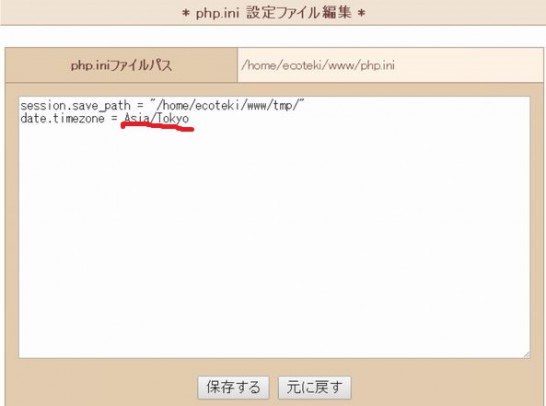 * php.ini 設定ファイル編集 *
php.iniファイルパス /home/ecoteki/www/php.ini
session.save_path = "/home/ecoteki/www/tmp/"
date.timezone = Asia/Tokyo
保存する 元に戻す